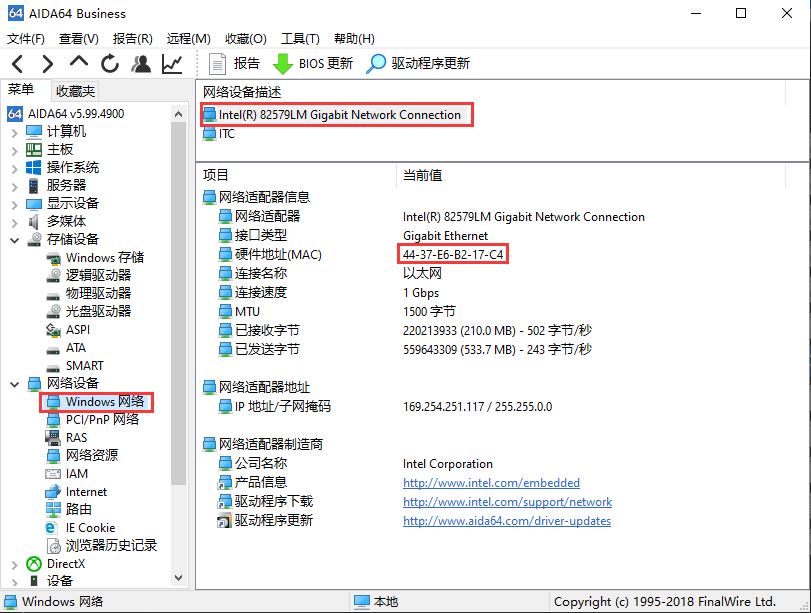 AIDA64 Business
文件(F) 查看(V) 报告(R) 远程(M) 收藏(O) 工具(T) 帮助(H)
报告 BIOS 更新 驱动程序更新
菜单 收藏夹
64 AIDA64 v5.99.4900
计算机
主板
操作系统
服务器
显示设备
多媒体
存储设备
Windows 存储
逻辑驱动器
物理驱动器
光盘驱动器
ASPI
ATA
SMART
网络设备
Windows 网络
PCI/PnP 网络
RAS
网络资源
IAM
Internet
路由
IE Cookie
浏览器历史记录
DirectX
设备
网络设备描述
Intel(R) 82579LM Gigabit Network Connection
ITC
项目 当前值
网络适配器信息
网络适配器 Intel(R) 82579LM Gigabit Network Connection
接口类型 Gigabit Ethernet
硬件地址(MAC) 44-37-E6-B2-17-C4
连接名称 以太网
连接速度 1 Gbps
MTU 1500 字节
已接收字节 220213933 (210.0 MB) - 502 字节/秒
已发送字节 559643309 (533.7 MB) - 243 字节/秒
网络适配器地址
IP 地址/子网掩码 169.254.251.117 / 255.255.0.0
网络适配器制造商
公司名称 Intel Corporation
产品信息 http://www.intel.com/embedded
驱动程序下载 http://www.intel.com/support/network
驱动程序更新 http://www.aida64.com/driver-updates
Windows 网络 本地 Copyright (c) 1995-2018 FinalWire Ltd.